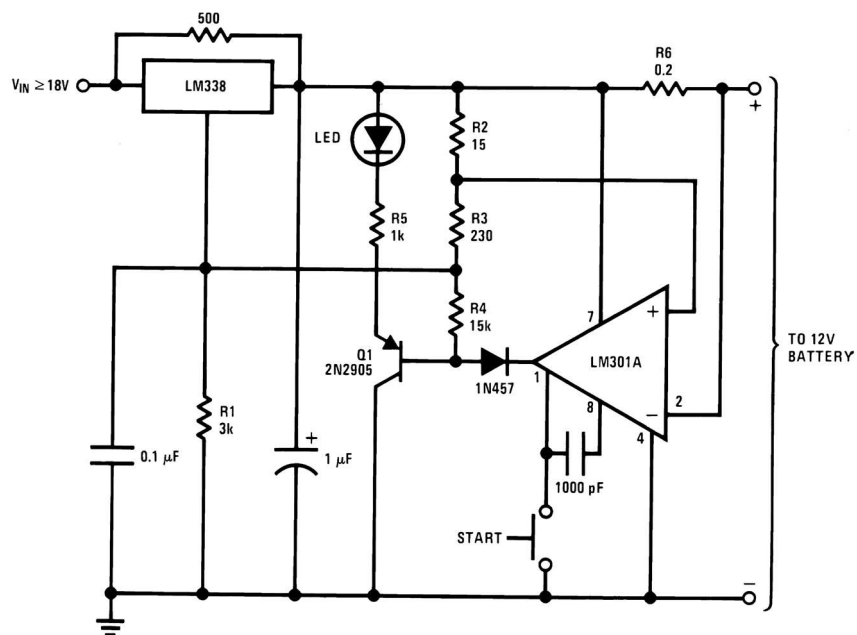 500
V_IN ≥ 18V
LM338
R6
0.2
+
LED
R2
15
R5
1k
R3
230
R4
15k
7
+
TO 12V
BATTERY
Q1
2N2905
1N457
1
LM301A
8
2
−
4
R1
3k
0.1 μF
+
1 μF
1000 pF
START
−